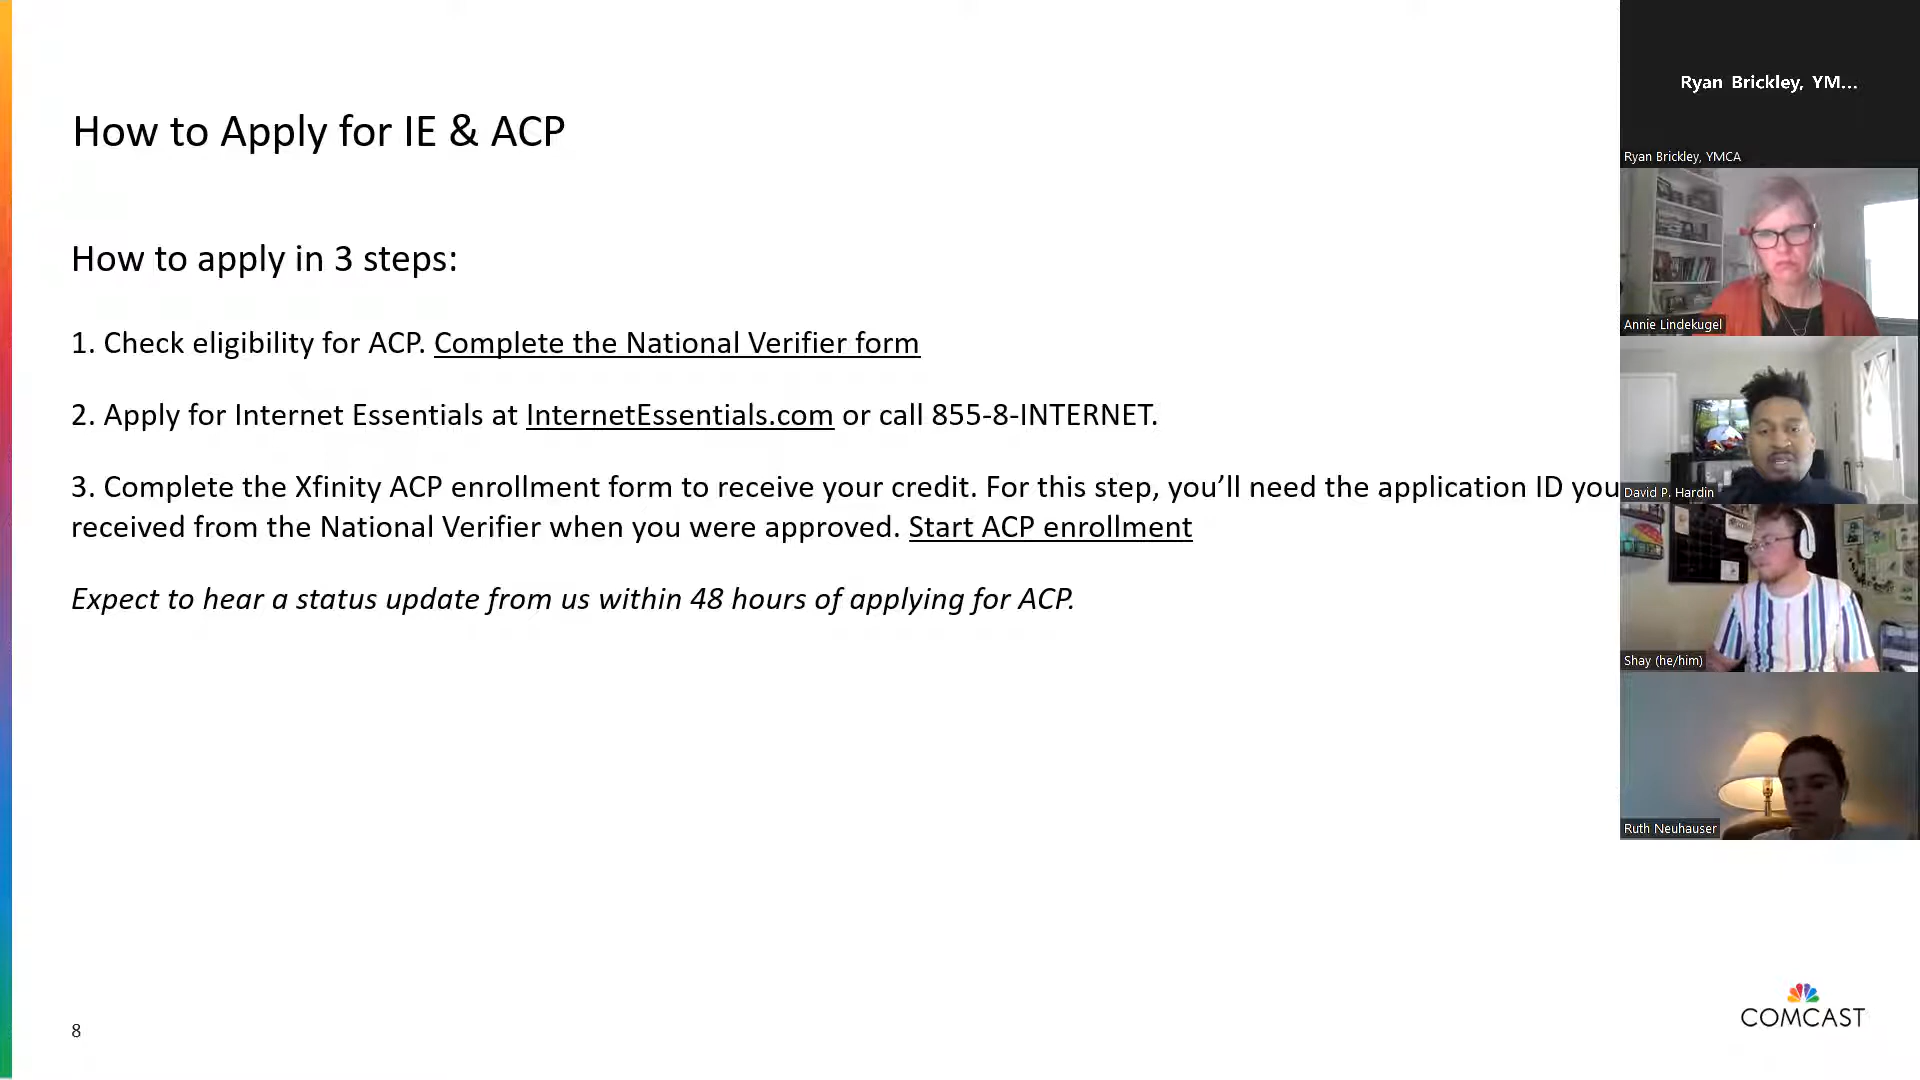 How to Apply for IE & ACP
How to apply in 3 steps:
1. Check eligibility for ACP. Complete the National Verifier form
2. Apply for Internet Essentials at InternetEssentials.com or call 855-8-INTERNET.
3. Complete the Xfinity ACP enrollment form to receive your credit. For this step, you’ll need the application ID you
received from the National Verifier when you were approved. Start ACP enrollment
Expect to hear a status update from us within 48 hours of applying for ACP.
8
COMCAST
Ryan Brickley, YM...
Ryan Brickley, YMCA
Annie Lindekugel
David P. Hardin
Shay (he/him)
Ruth Neuhauser